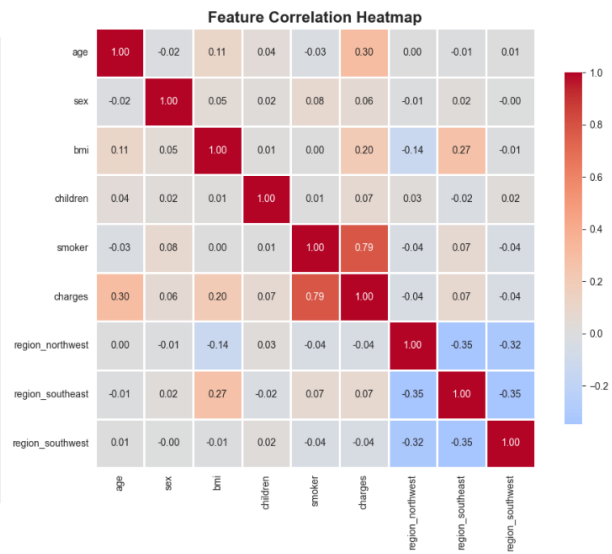 Feature Correlation Heatmap
age 1.00 -0.02 0.11 0.04 -0.03 0.30 0.00 -0.01 0.01
sex -0.02 1.00 0.05 0.02 0.08 0.06 -0.01 0.02 -0.00
bmi 0.11 0.05 1.00 0.01 0.00 0.20 -0.14 0.27 -0.01
children 0.04 0.02 0.01 1.00 0.01 0.07 0.03 -0.02 0.02
smoker -0.03 0.08 0.00 0.01 1.00 0.79 -0.04 0.07 -0.04
charges 0.30 0.06 0.20 0.07 0.79 1.00 -0.04 0.07 -0.04
region_northwest 0.00 -0.01 -0.14 0.03 -0.04 -0.04 1.00 -0.35 -0.32
region_southeast -0.01 0.02 0.27 -0.02 0.07 0.07 -0.35 1.00 -0.35
region_southwest 0.01 -0.00 -0.01 0.02 -0.04 -0.04 -0.32 -0.35 1.00
age sex bmi children smoker charges region_northwest region_southeast region_southwest
1.0
0.8
0.6
0.4
0.2
0.0
−0.2